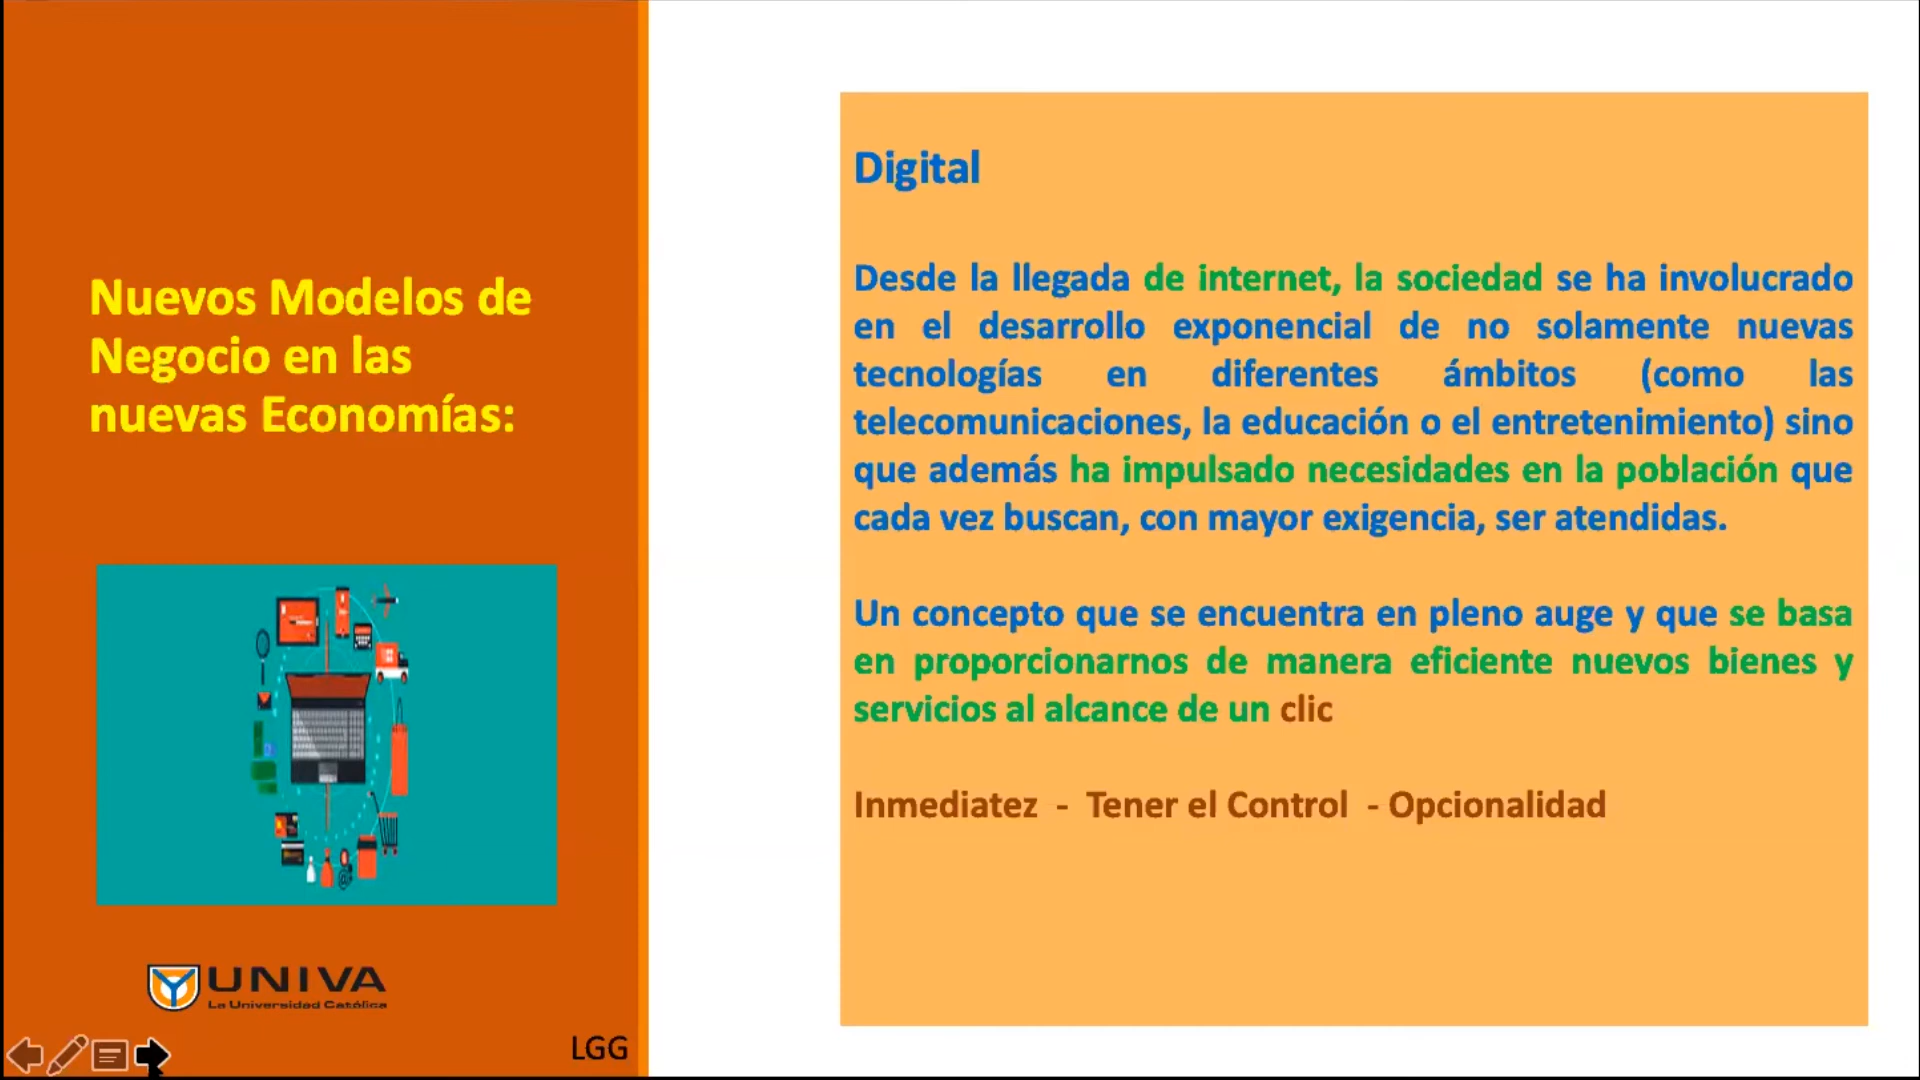 Nuevos Modelos de
Negocio en las
nuevas Economías:
UNIVA
La Universidad Católica
LGG
Digital
Desde la llegada de internet, la sociedad se ha involucrado
en el desarrollo exponencial de no solamente nuevas
tecnologías en diferentes ámbitos (como las
telecomunicaciones, la educación o el entretenimiento) sino
que además ha impulsado necesidades en la población que
cada vez buscan, con mayor exigencia, ser atendidas.
Un concepto que se encuentra en pleno auge y que se basa
en proporcionarnos de manera eficiente nuevos bienes y
servicios al alcance de un clic
Inmediatez - Tener el Control - Opcionalidad